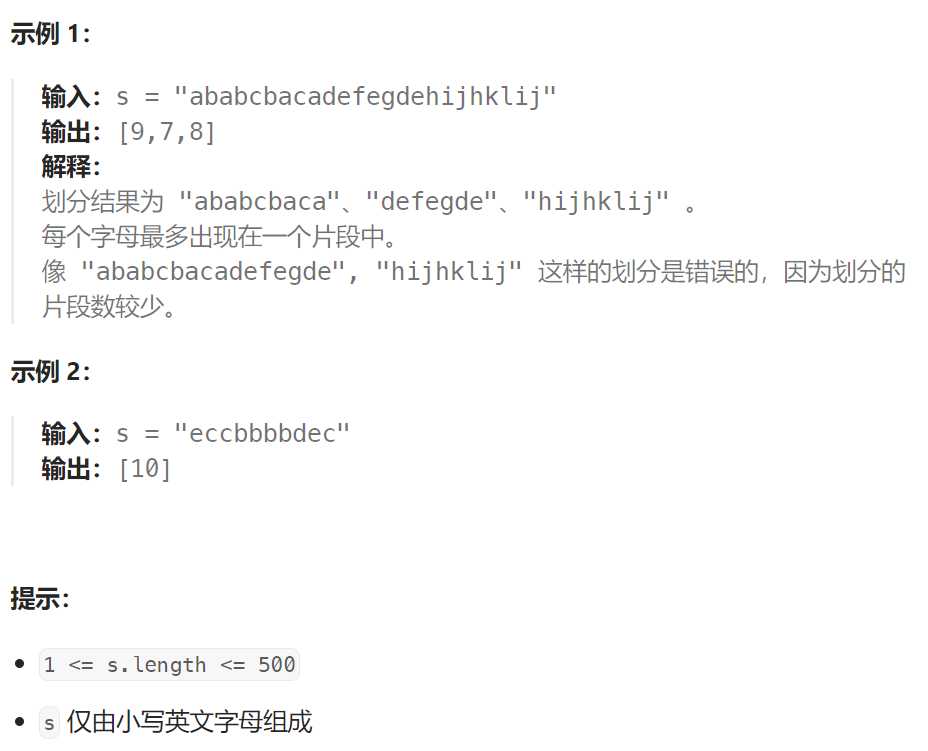 示例 1：
输入：s = "ababcbacadefegdehijhklij"
输出：[9,7,8]
解释：
划分结果为 "ababcbaca"、"defegde"、"hijhklij" 。
每个字母最多出现在一个片段中。
像 "ababcbacadefegde", "hijhklij" 这样的划分是错误的，因为划分的
片段数较少。
示例 2：
输入：s = "eccbbbbdec"
输出：[10]
提示：
1 <= s.length <= 500
s 仅由小写英文字母组成